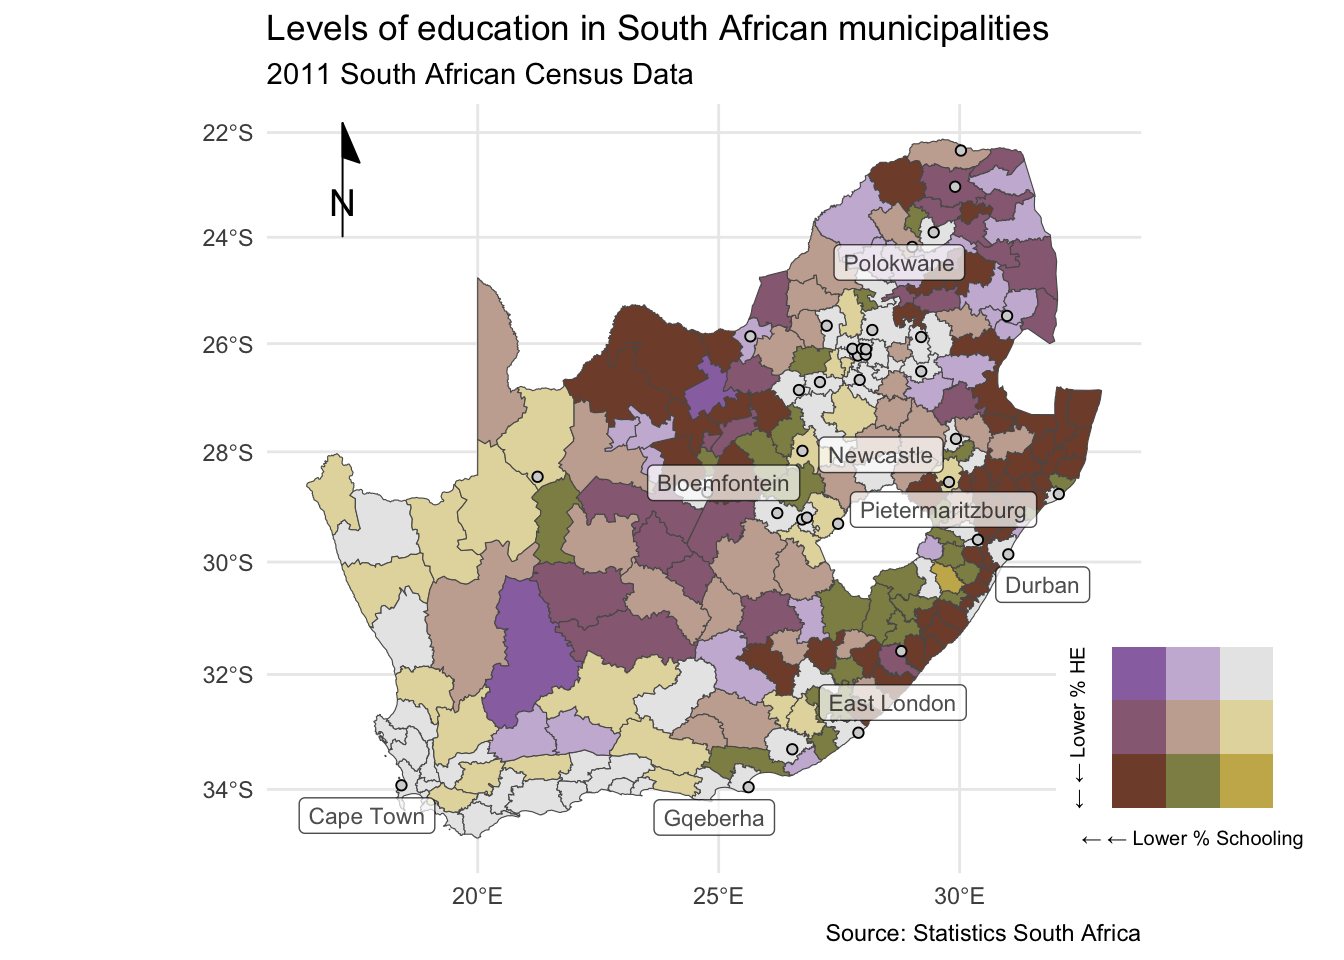 Levels of education in South African municipalities
2011 South African Census Data
22°S
24°S
26°S
28°S
30°S
32°S
34°S
N
Polokwane
Newcastle
Bloemfontein
Pietermaritzburg
Durban
East London
Cape Town
Gqeberha
←← Lower % HE
←← Lower % Schooling
20°E
25°E
30°E
Source: Statistics South Africa